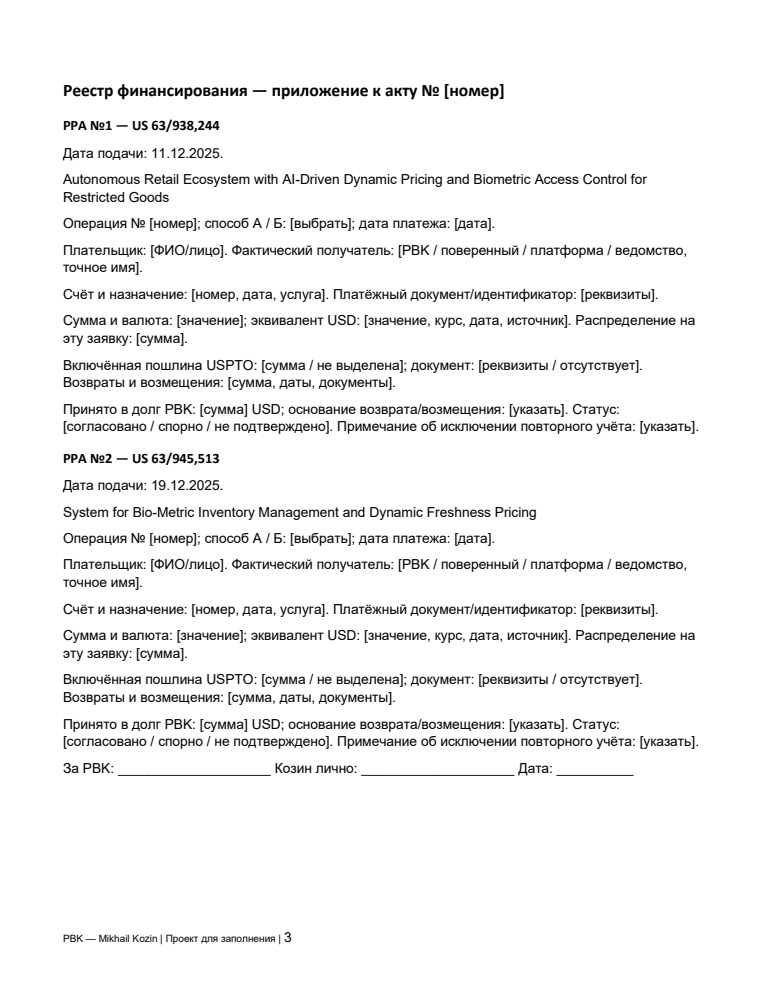 Реестр финансирования — приложение к акту № [номер]
PPA №1 — US 63/938,244
Дата подачи: 11.12.2025.
Autonomous Retail Ecosystem with AI-Driven Dynamic Pricing and Biometric Access Control for
Restricted Goods
Операция № [номер]; способ А / Б: [выбрать]; дата платежа: [дата].
Плательщик: [ФИО/лицо]. Фактический получатель: [PBK / поверенный / платформа / ведомство,
точное имя].
Счёт и назначение: [номер, дата, услуга]. Платёжный документ/идентификатор: [реквизиты].
Сумма и валюта: [значение]; эквивалент USD: [значение, курс, дата, источник]. Распределение на
эту заявку: [сумма].
Включённая пошлина USPTO: [сумма / не выделена]; документ: [реквизиты / отсутствует].
Возвраты и возмещения: [сумма, даты, документы].
Принято в долг PBK: [сумма] USD; основание возврата/возмещения: [указать]. Статус:
[согласовано / спорно / не подтверждено]. Примечание об исключении повторного учёта: [указать].
PPA №2 — US 63/945,513
Дата подачи: 19.12.2025.
System for Bio-Metric Inventory Management and Dynamic Freshness Pricing
Операция № [номер]; способ А / Б: [выбрать]; дата платежа: [дата].
Плательщик: [ФИО/лицо]. Фактический получатель: [PBK / поверенный / платформа / ведомство,
точное имя].
Счёт и назначение: [номер, дата, услуга]. Платёжный документ/идентификатор: [реквизиты].
Сумма и валюта: [значение]; эквивалент USD: [значение, курс, дата, источник]. Распределение на
эту заявку: [сумма].
Включённая пошлина USPTO: [сумма / не выделена]; документ: [реквизиты / отсутствует].
Возвраты и возмещения: [сумма, даты, документы].
Принято в долг PBK: [сумма] USD; основание возврата/возмещения: [указать]. Статус:
[согласовано / спорно / не подтверждено]. Примечание об исключении повторного учёта: [указать].
За PBK: ____________________ Козин лично: ____________________ Дата: __________
PBK — Mikhail Kozin | Проект для заполнения | 3